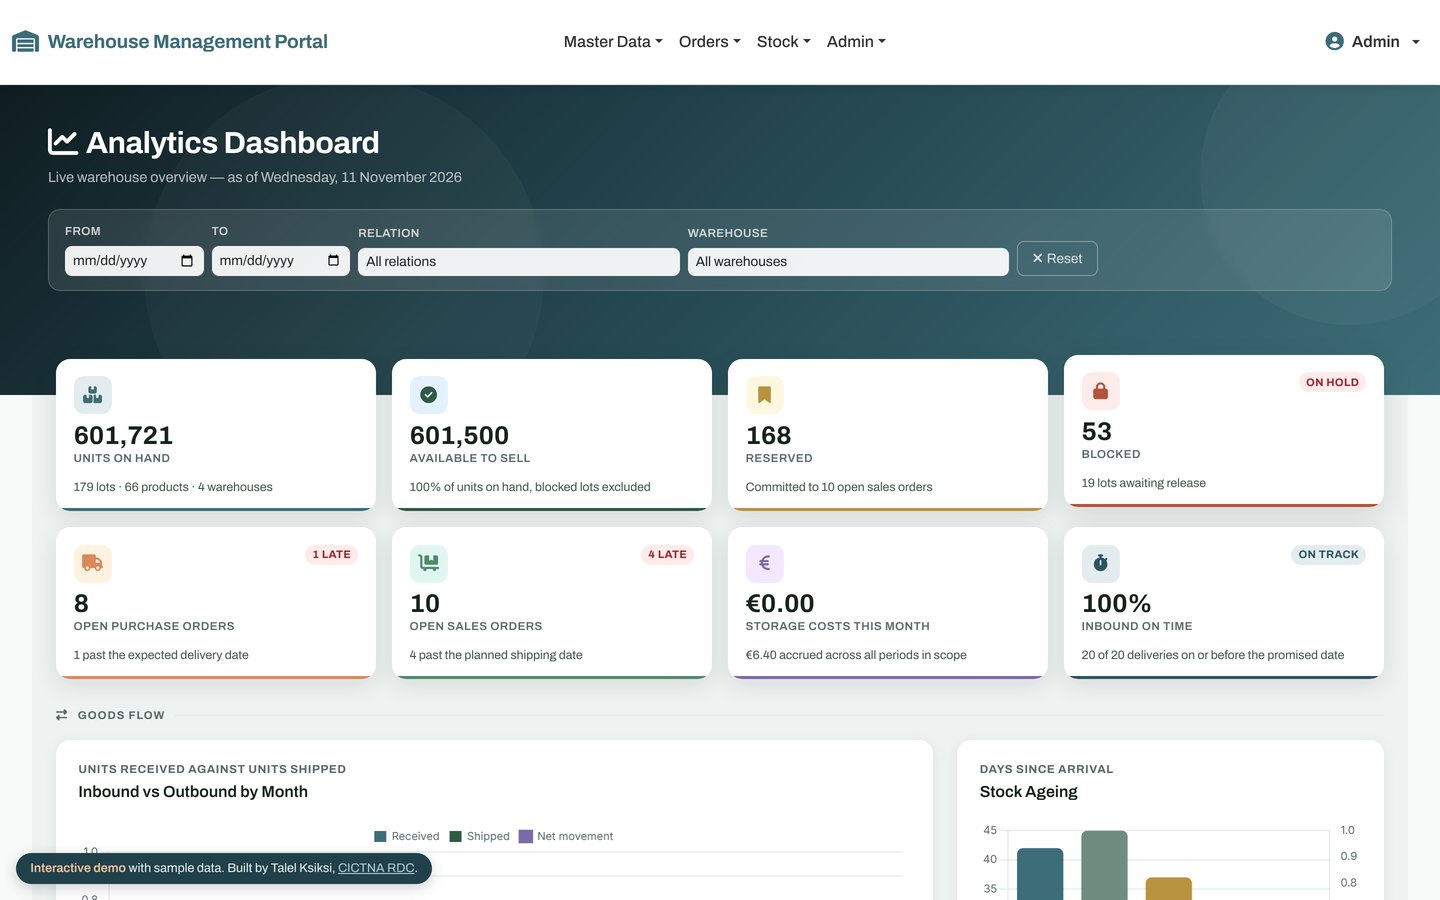 Warehouse Management Portal
Master Data
Orders
Stock
Admin
Admin
Analytics Dashboard
Live warehouse overview — as of Wednesday, 11 November 2026
FROM
TO
RELATION
WAREHOUSE
mm/dd/yyyy
mm/dd/yyyy
All relations
All warehouses
✕ Reset
601,721
UNITS ON HAND
179 lots · 66 products · 4 warehouses
601,500
AVAILABLE TO SELL
100% of units on hand, blocked lots excluded
168
RESERVED
Committed to 10 open sales orders
ON HOLD
53
BLOCKED
19 lots awaiting release
1 LATE
8
OPEN PURCHASE ORDERS
1 past the expected delivery date
4 LATE
10
OPEN SALES ORDERS
4 past the planned shipping date
€
€0.00
STORAGE COSTS THIS MONTH
€6.40 accrued across all periods in scope
ON TRACK
100%
INBOUND ON TIME
20 of 20 deliveries on or before the promised date
GOODS FLOW
UNITS RECEIVED AGAINST UNITS SHIPPED
Inbound vs Outbound by Month
Received
Shipped
Net movement
1.0
0.8
DAYS SINCE ARRIVAL
Stock Ageing
45
40
35
1.0
0.9
0.8
Interactive demo with sample data. Built by Talel Ksiksi, CICTNA RDC.